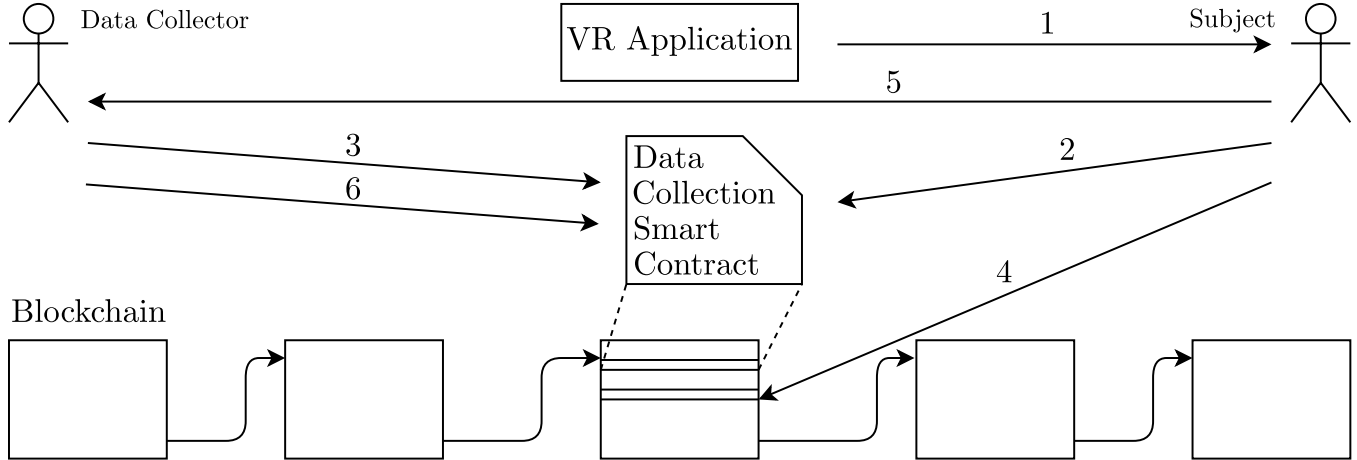 Data Collector
VR Application
1
Subject
5
3
2
6
Data
Collection
Smart
Contract
4
Blockchain